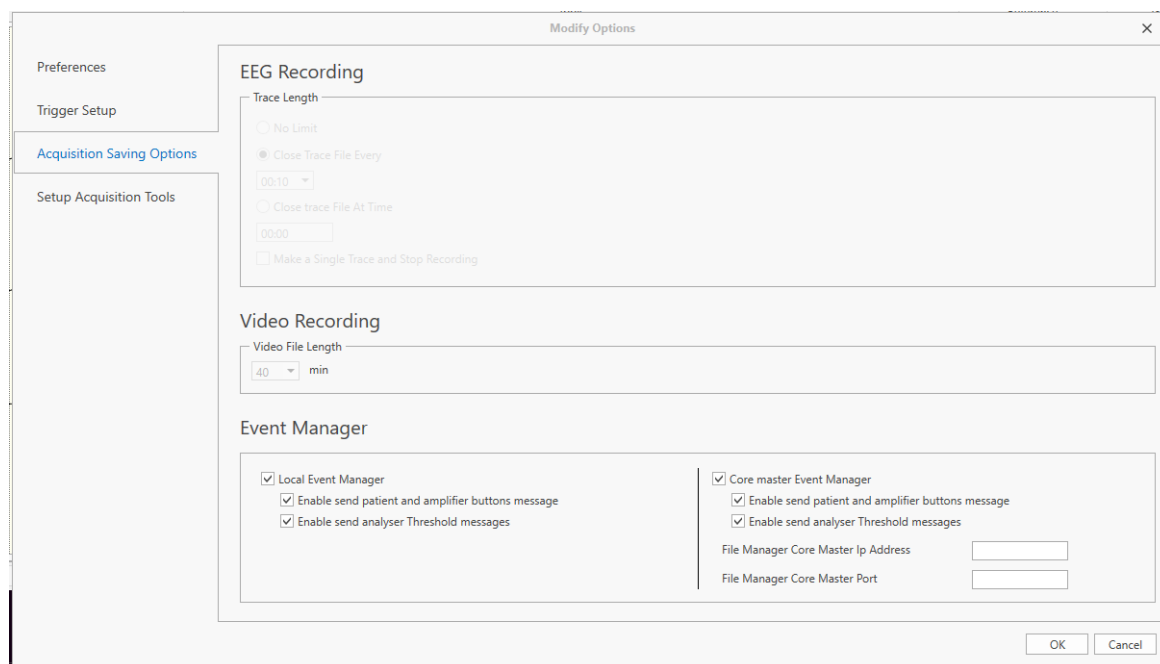 Modify Options
Preferences
Trigger Setup
Acquisition Saving Options
Setup Acquisition Tools
EEG Recording
Trace Length
No Limit
Close Trace File Every
00:10
Close trace File At Time
00:00
Make a Single Trace and Stop Recording
Video Recording
Video File Length
40 min
Event Manager
Local Event Manager
Enable send patient and amplifier buttons message
Enable send analyser Threshold messages
Core master Event Manager
Enable send patient and amplifier buttons message
Enable send analyser Threshold messages
File Manager Core Master Ip Address
File Manager Core Master Port
OK Cancel